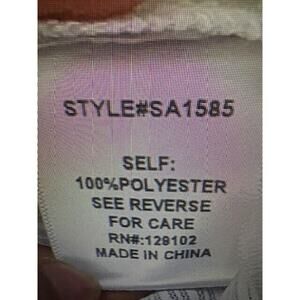 STYLE#SA1585
SELF:
100%POLYESTER
SEE REVERSE
FOR CARE
RN#:129102
MADE IN CHINA